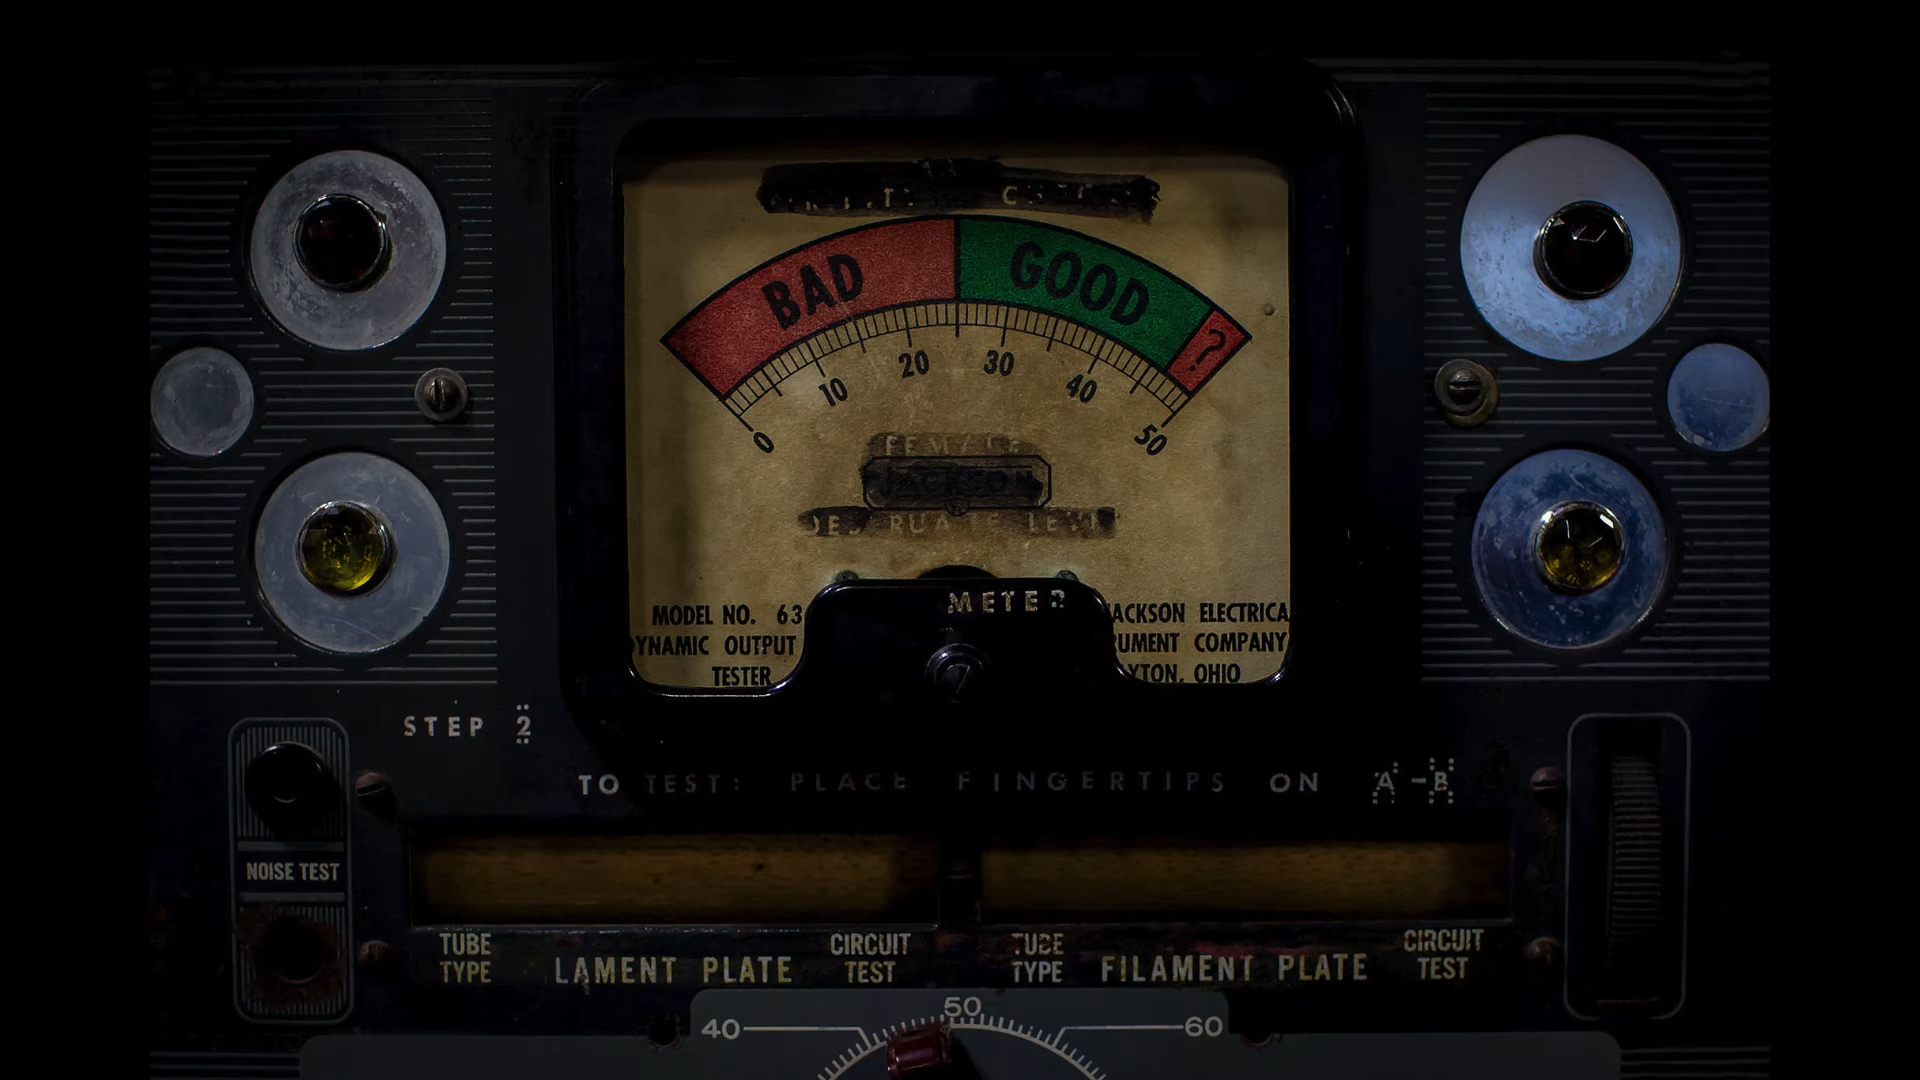 BAD GOOD ?
0 10 20 30 40 50
JACKSON
METER
MODEL NO. 63
YNAMIC OUTPUT
TESTER
JACKSON ELECTRICA
RUMENT COMPANY
YTON, OHIO
STEP 2
TO TEST: PLACE FINGERTIPS ON A-B
NOISE TEST
TUBE TYPE
LAMENT PLATE
CIRCUIT TEST
TUBE TYPE
FILAMENT PLATE
CIRCUIT TEST
40 50 60